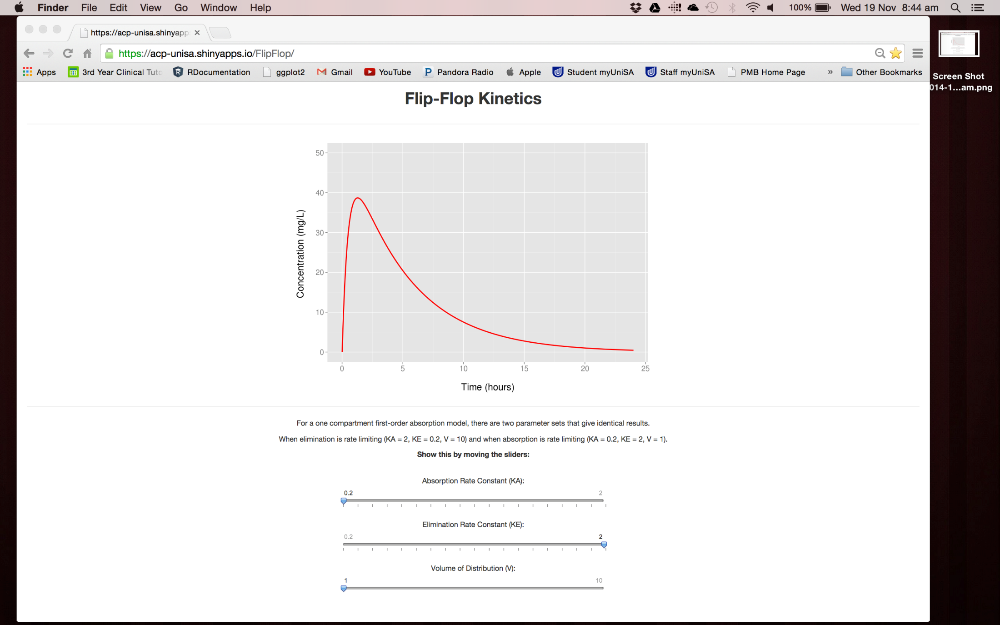 Finder File Edit View Go Window Help 100% Wed 19 Nov 8:44 am
https://acp-unisa.shinyapp
https://acp-unisa.shinyapps.io/FlipFlop/
Apps 3rd Year Clinical Tuto RDocumentation ggplot2 Gmail YouTube Pandora Radio Apple Student myUniSA Staff myUniSA PMB Home Page » Other Bookmarks
Screen Shot
014-1...am.png
Flip-Flop Kinetics
50
40
30
20
10
0
Concentration (mg/L)
0 5 10 15 20 25
Time (hours)
For a one compartment first-order absorption model, there are two parameter sets that give identical results.
When elimination is rate limiting (KA = 2, KE = 0.2, V = 10) and when absorption is rate limiting (KA = 0.2, KE = 2, V = 1).
Show this by moving the sliders:
Absorption Rate Constant (KA):
0.2 2
Elimination Rate Constant (KE):
0.2 2
Volume of Distribution (V):
1 10